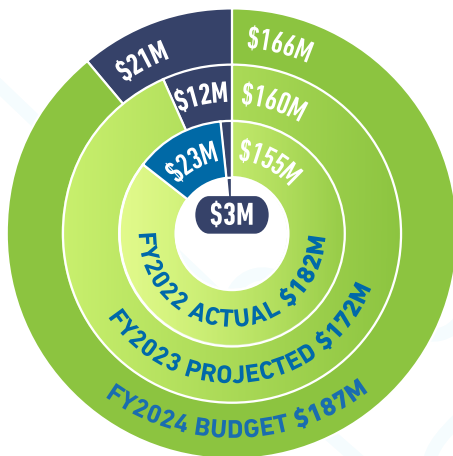 $21M
$166M
$12M
$160M
$23M
$155M
$3M
FY2022 ACTUAL $182M
FY2023 PROJECTED $172M
FY2024 BUDGET $187M